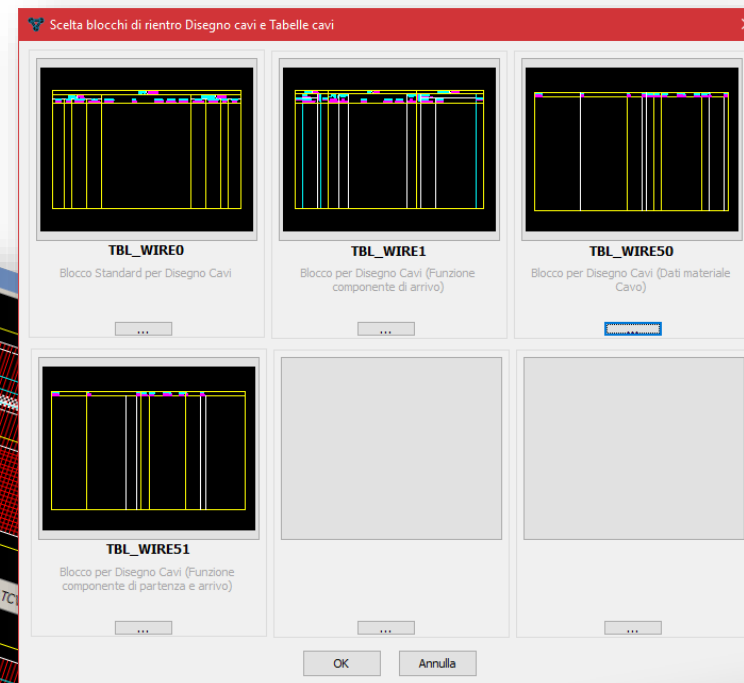 Scelta blocchi di rientro Disegno cavi e Tabelle cavi
TBL_WIRE0
Blocco Standard per Disegno Cavi
...
TBL_WIRE1
Blocco per Disegno Cavi (Funzione
componente di arrivo)
...
TBL_WIRE50
Blocco per Disegno Cavi (Dati materiale
Cavo)
...
TBL_WIRE51
Blocco per Disegno Cavi (Funzione
componente di partenza e arrivo)
...
...
...
OK
Annulla